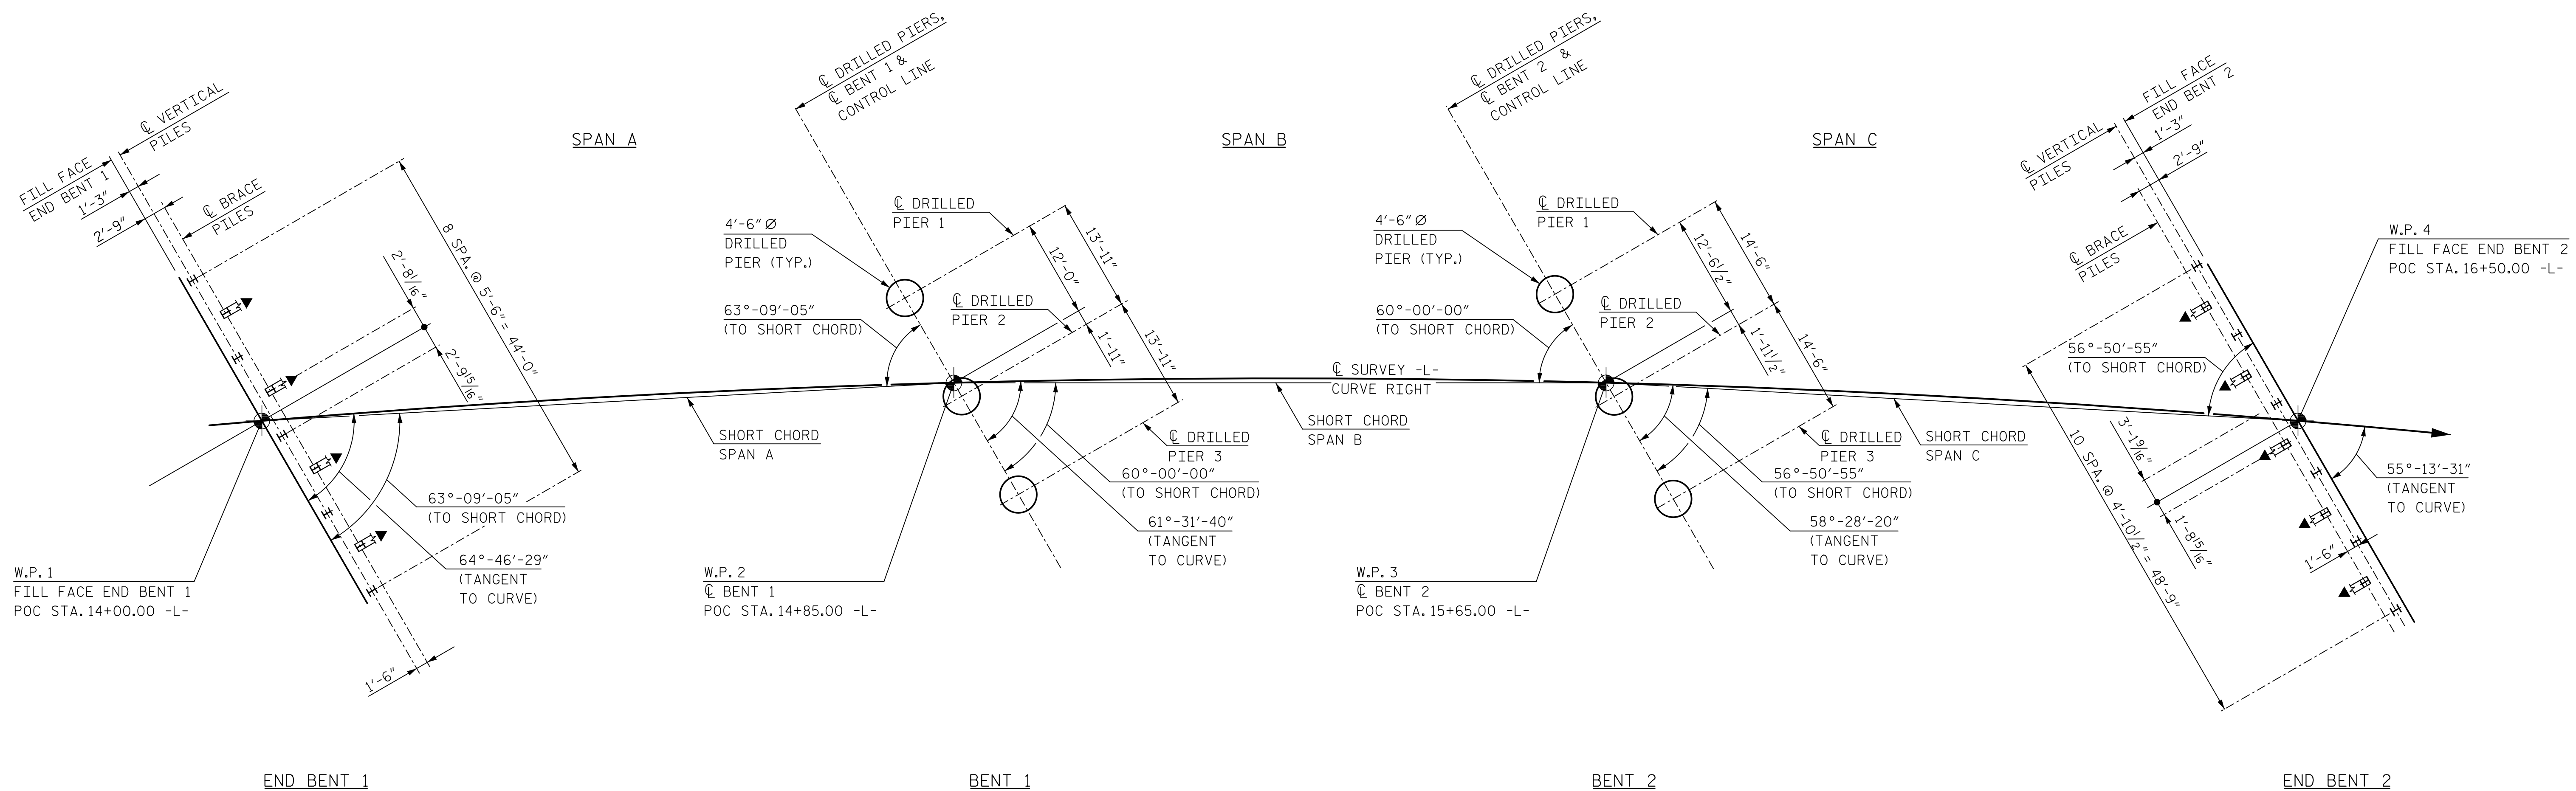 ℄ VERTICAL
PILES
FILL FACE
END BENT 1
1'-3"
2'-9"
℄ BRACE
PILES
8 SPA. @ 5'-6" = 44'-0"
2'-8 1/16"
2'-9 15/16"
63°-09'-05"
(TO SHORT CHORD)
64°-46'-29"
(TANGENT
TO CURVE)
1'-6"
W.P. 1
FILL FACE END BENT 1
POC STA. 14+00.00 -L-
END BENT 1
SPAN A
SHORT CHORD
SPAN A
℄ DRILLED PIERS,
℄ BENT 1 &
CONTROL LINE
4'-6" Ø
DRILLED
PIER (TYP.)
63°-09'-05"
(TO SHORT CHORD)
℄ DRILLED
PIER 1
℄ DRILLED
PIER 2
13'-11"
12'-0"
1'-11"
13'-11"
℄ DRILLED
PIER 3
60°-00'-00"
(TO SHORT CHORD)
61°-31'-40"
(TANGENT
TO CURVE)
W.P. 2
℄ BENT 1
POC STA. 14+85.00 -L-
BENT 1
SPAN B
℄ SURVEY -L-
CURVE RIGHT
SHORT CHORD
SPAN B
℄ DRILLED PIERS,
℄ BENT 2 &
CONTROL LINE
4'-6" Ø
DRILLED
PIER (TYP.)
60°-00'-00"
(TO SHORT CHORD)
℄ DRILLED
PIER 1
℄ DRILLED
PIER 2
14'-6"
12'-6 1/2"
1'-11 1/2"
14'-6"
℄ DRILLED
PIER 3
56°-50'-55"
(TO SHORT CHORD)
58°-28'-20"
(TANGENT
TO CURVE)
W.P. 3
℄ BENT 2
POC STA. 15+65.00 -L-
BENT 2
SPAN C
SHORT CHORD
SPAN C
FILL FACE
END BENT 2
℄ VERTICAL
PILES
1'-3"
2'-9"
℄ BRACE
PILES
56°-50'-55"
(TO SHORT CHORD)
3'-1 9/16"
1'-8 15/16"
10 SPA. @ 4'-10 1/2" = 48'-9"
1'-6"
W.P. 4
FILL FACE END BENT 2
POC STA. 16+50.00 -L-
55°-13'-31"
(TANGENT
TO CURVE)
END BENT 2